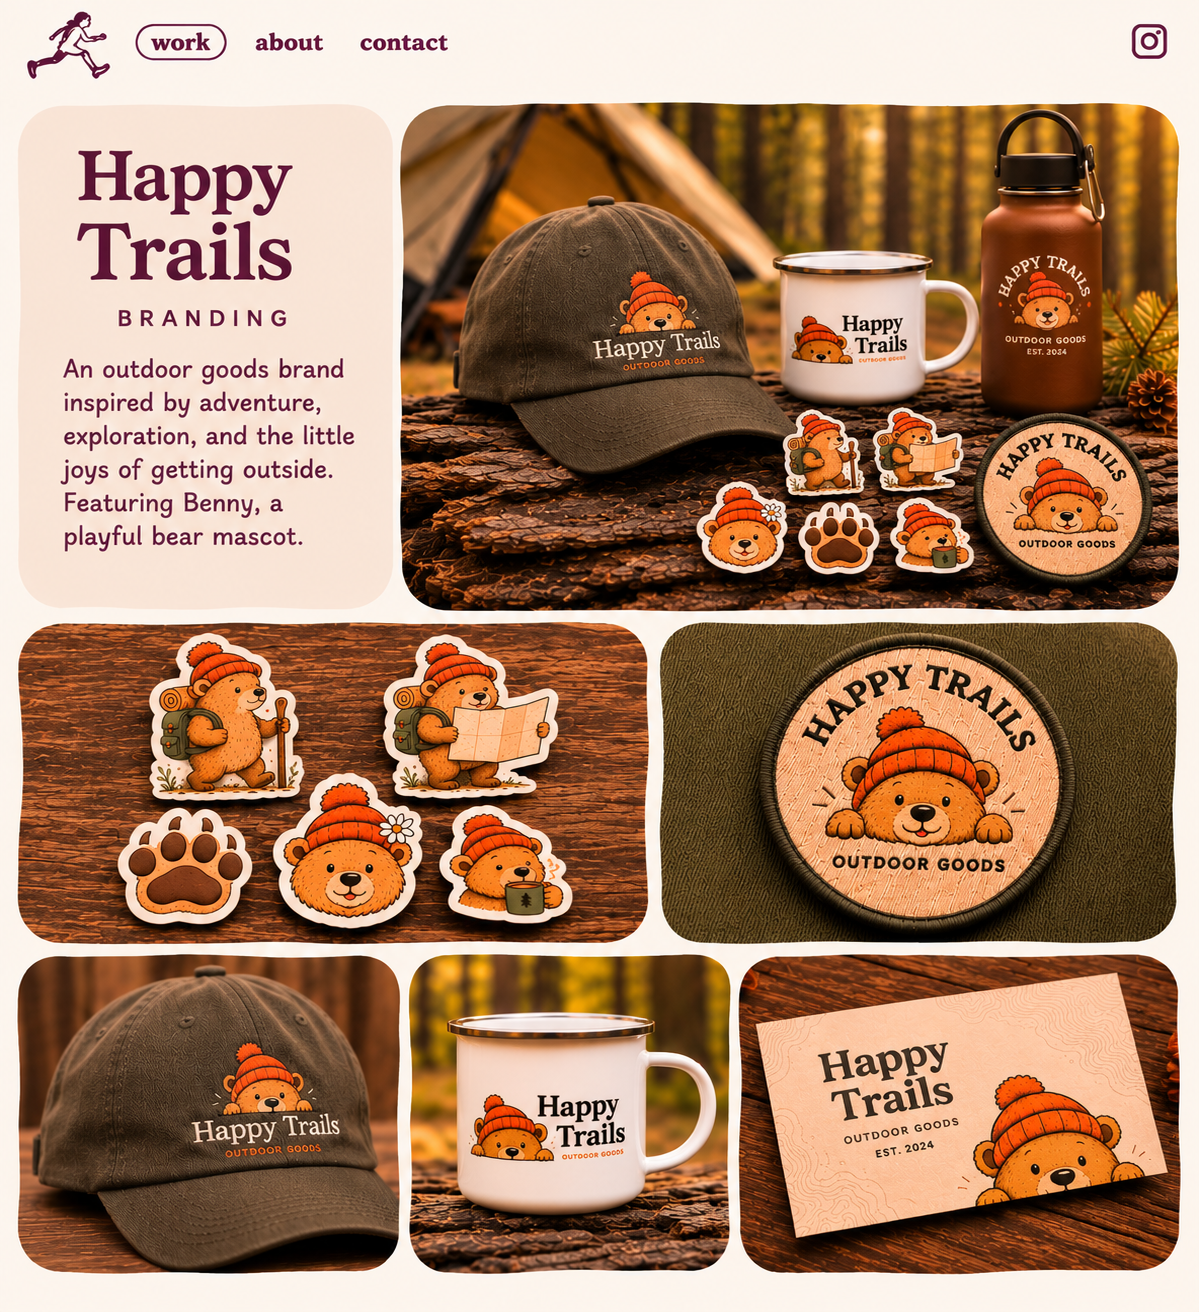 work
about
contact
Happy
Trails
BRANDING
An outdoor goods brand
inspired by adventure,
exploration, and the little
joys of getting outside.
Featuring Benny, a
playful bear mascot.
Happy Trails
OUTDOOR GOODS
Happy
Trails
OUTDOOR GOODS
HAPPY TRAILS
OUTDOOR GOODS
EST. 2024
HAPPY TRAILS
OUTDOOR GOODS
HAPPY TRAILS
OUTDOOR GOODS
Happy Trails
OUTDOOR GOODS
Happy
Trails
OUTDOOR GOODS
Happy
Trails
OUTDOOR GOODS
EST. 2024